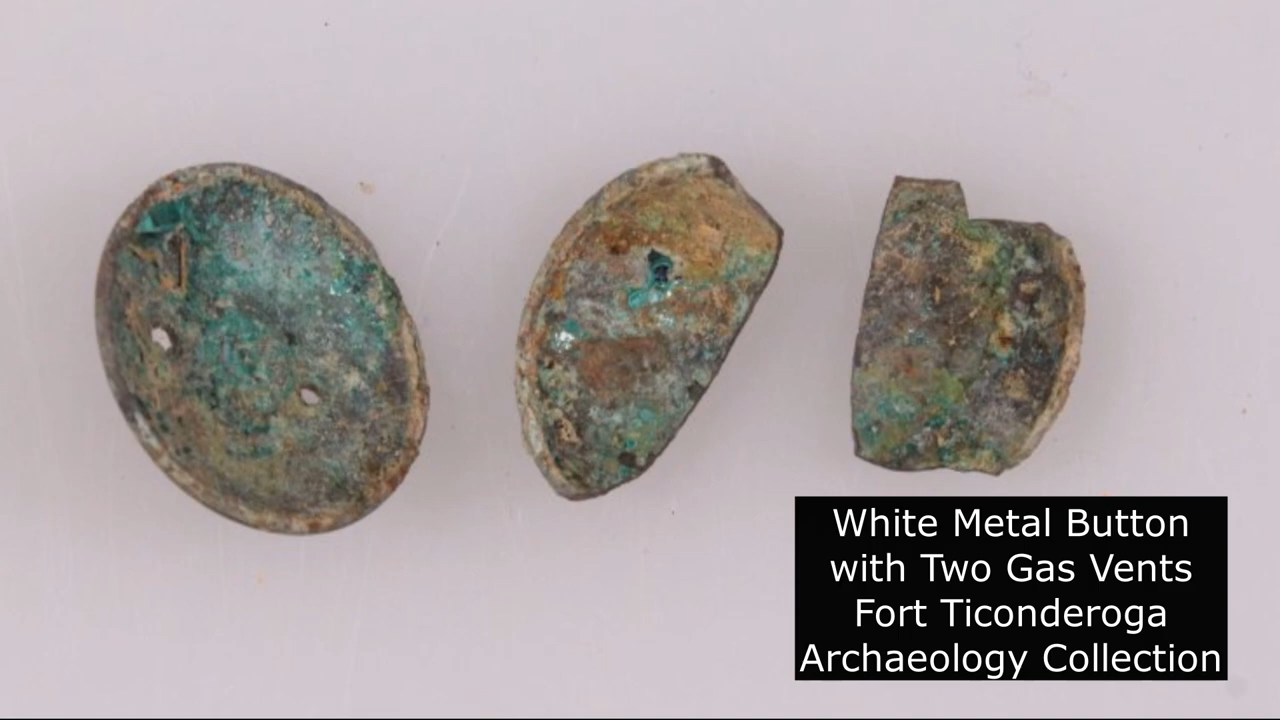 White Metal Button
with Two Gas Vents
Fort Ticonderoga
Archaeology Collection